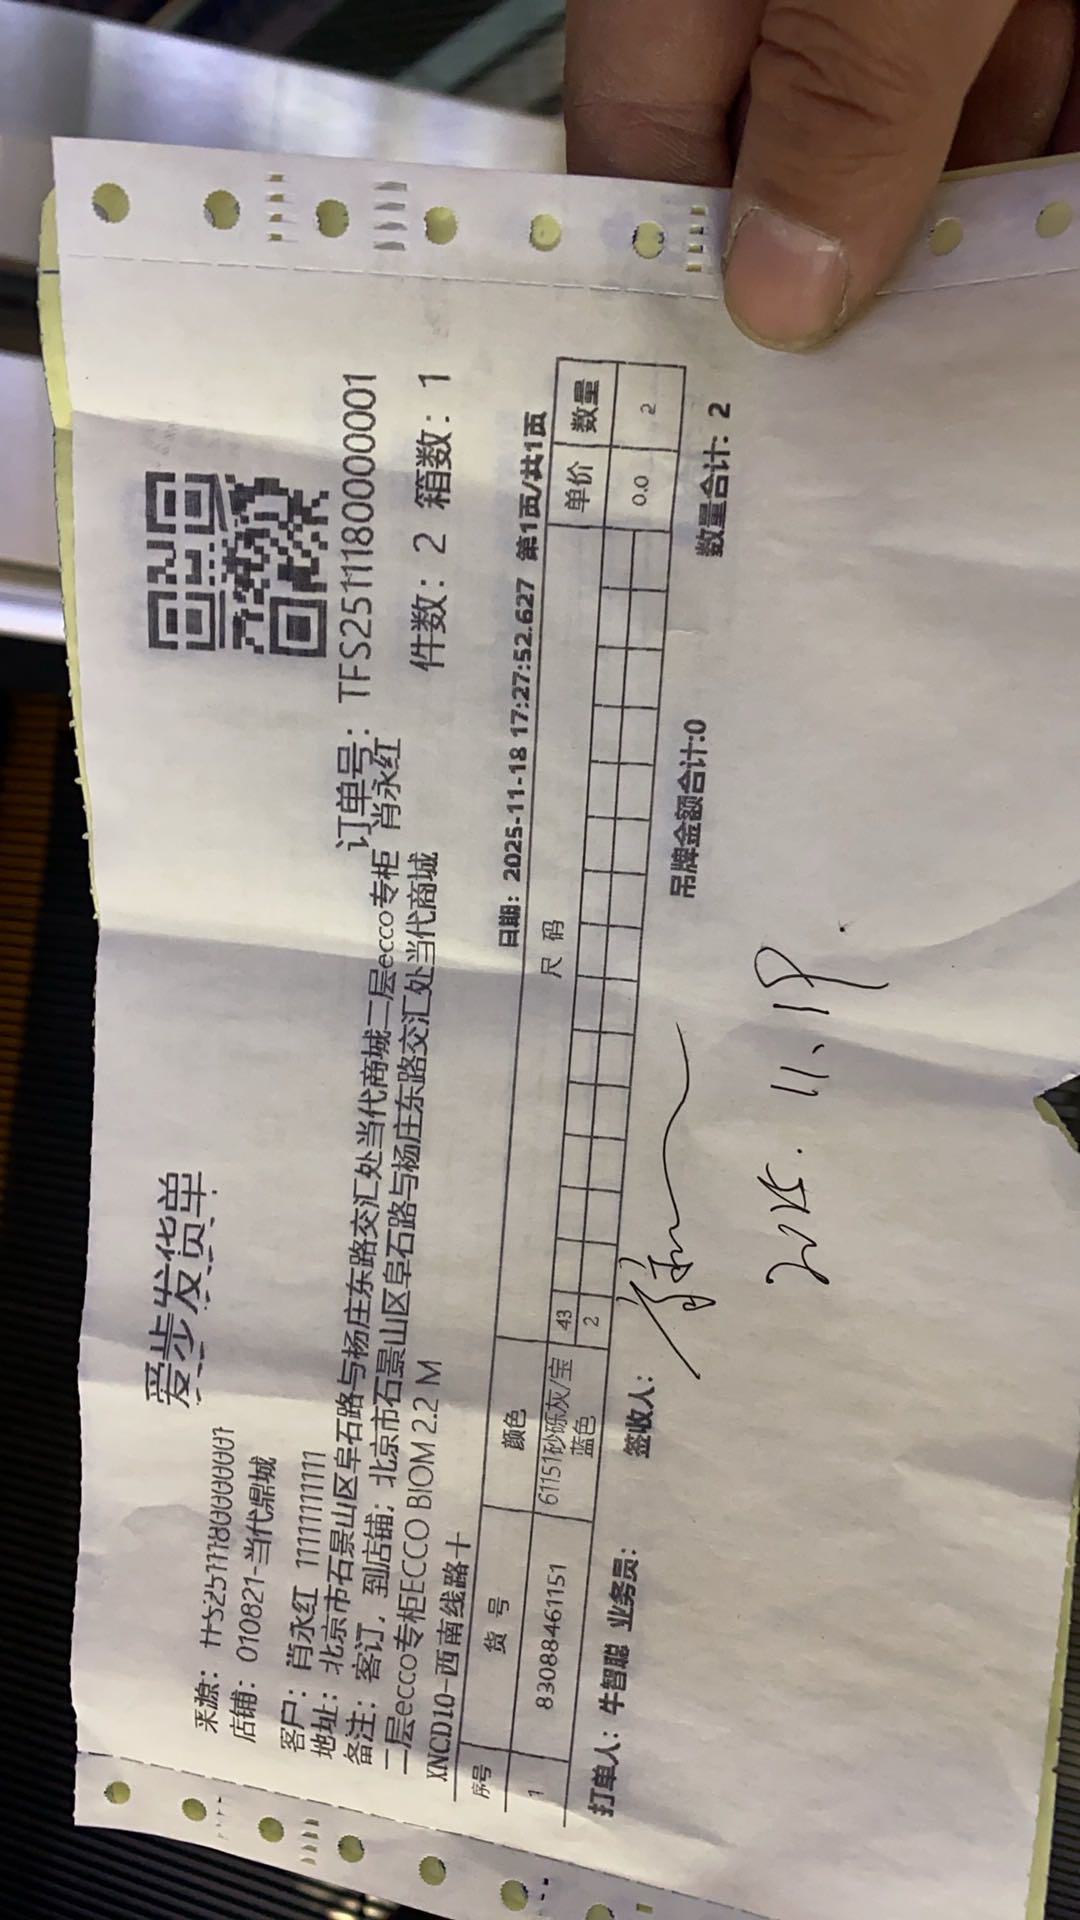 爱步发货单
来源：TFS25111800000001
店铺：010821-当代鼎城
订单号：TFS25111800000001
客户：肖永红 11111111111
件数：2 箱数：1
地址：北京市石景山区阜石路与杨庄东路交汇处当代商城二层ecco专柜 肖永红
备注：客订，到店铺；北京市石景山区阜石路与杨庄东路交汇处当代商城
二层ecco专柜ECCO BIOM 2.2 M
XNCD10-西南线路十
日期：2025-11-18 17:27:52.627 第1页/共1页
序号 货号 颜色 尺码 单价 数量
1 83088461151 61151砂砾灰/宝蓝色 43 0.0 2
2
打单人：牛智聪 业务员： 签收人： 吊牌金额合计:0 数量合计：2
2025.11.19.